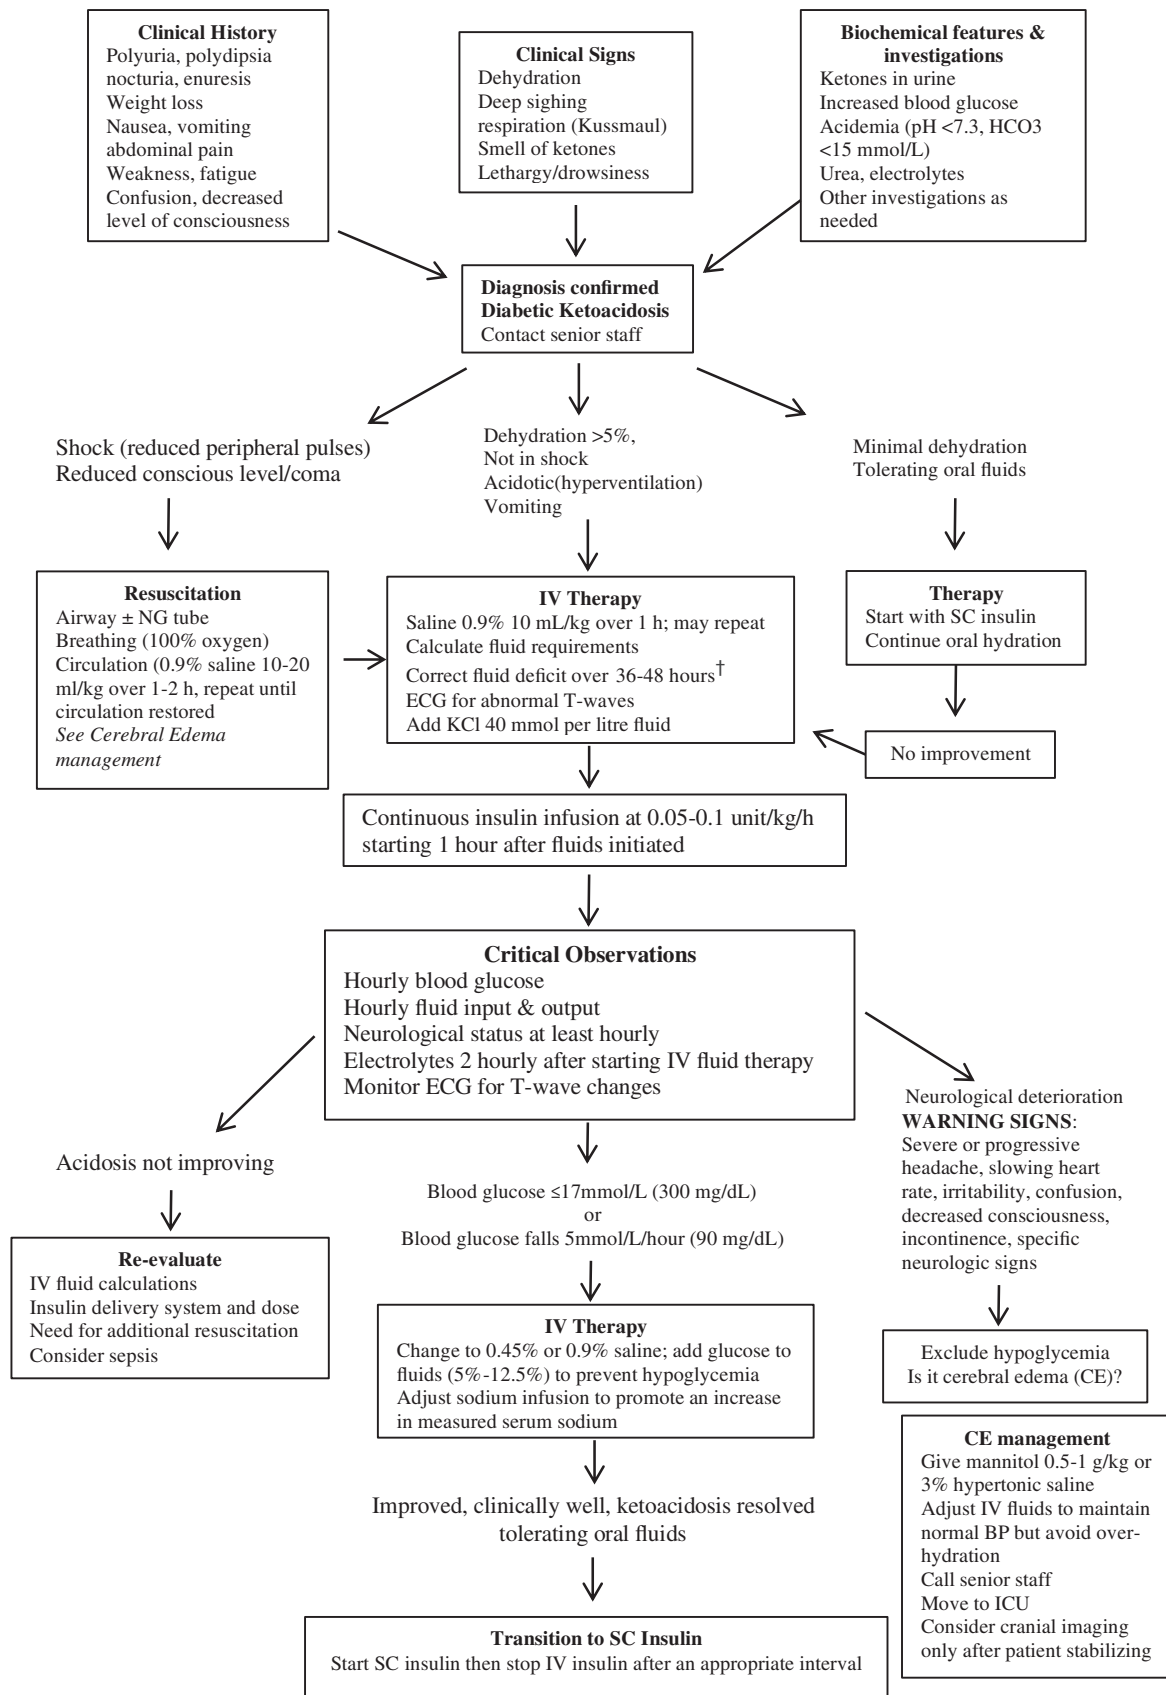 Clinical History
Polyuria, polydipsia
nocturia, enuresis
Weight loss
Nausea, vomiting
abdominal pain
Weakness, fatigue
Confusion, decreased
level of consciousness
Clinical Signs
Dehydration
Deep sighing
respiration (Kussmaul)
Smell of ketones
Lethargy/drowsiness
Biochemical features &
investigations
Ketones in urine
Increased blood glucose
Acidemia (pH <7.3, HCO3
<15 mmol/L)
Urea, electrolytes
Other investigations as
needed
Diagnosis confirmed
Diabetic Ketoacidosis
Contact senior staff
Shock (reduced peripheral pulses)
Reduced conscious level/coma
Dehydration >5%,
Not in shock
Acidotic(hyperventilation)
Vomiting
Minimal dehydration
Tolerating oral fluids
Resuscitation
Airway ± NG tube
Breathing (100% oxygen)
Circulation (0.9% saline 10-20
ml/kg over 1-2 h, repeat until
circulation restored
See Cerebral Edema
management
IV Therapy
Saline 0.9% 10 mL/kg over 1 h; may repeat
Calculate fluid requirements
Correct fluid deficit over 36-48 hours†
ECG for abnormal T-waves
Add KCl 40 mmol per litre fluid
Therapy
Start with SC insulin
Continue oral hydration
No improvement
Continuous insulin infusion at 0.05-0.1 unit/kg/h
starting 1 hour after fluids initiated
Critical Observations
Hourly blood glucose
Hourly fluid input & output
Neurological status at least hourly
Electrolytes 2 hourly after starting IV fluid therapy
Monitor ECG for T-wave changes
Acidosis not improving
Re-evaluate
IV fluid calculations
Insulin delivery system and dose
Need for additional resuscitation
Consider sepsis
Blood glucose ≤17mmol/L (300 mg/dL)
or
Blood glucose falls 5mmol/L/hour (90 mg/dL)
IV Therapy
Change to 0.45% or 0.9% saline; add glucose to
fluids (5%-12.5%) to prevent hypoglycemia
Adjust sodium infusion to promote an increase
in measured serum sodium
Improved, clinically well, ketoacidosis resolved
tolerating oral fluids
Transition to SC Insulin
Start SC insulin then stop IV insulin after an appropriate interval
Neurological deterioration
WARNING SIGNS:
Severe or progressive
headache, slowing heart
rate, irritability, confusion,
decreased consciousness,
incontinence, specific
neurologic signs
Exclude hypoglycemia
Is it cerebral edema (CE)?
CE management
Give mannitol 0.5-1 g/kg or
3% hypertonic saline
Adjust IV fluids to maintain
normal BP but avoid over-
hydration
Call senior staff
Move to ICU
Consider cranial imaging
only after patient stabilizing